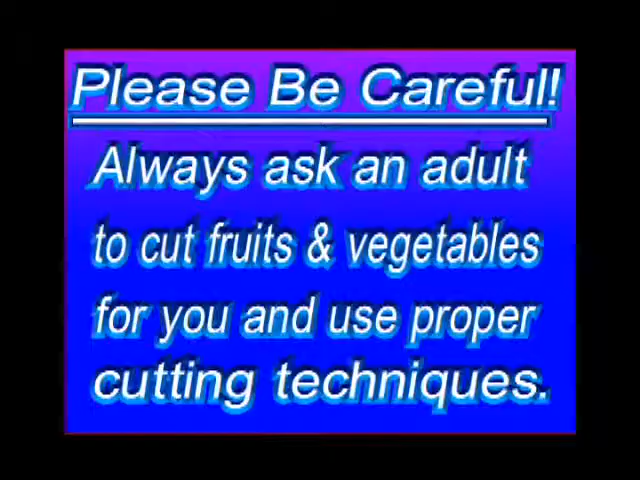 Please Be Careful!
Always ask an adult
to cut fruits & vegetables
for you and use proper
cutting techniques.